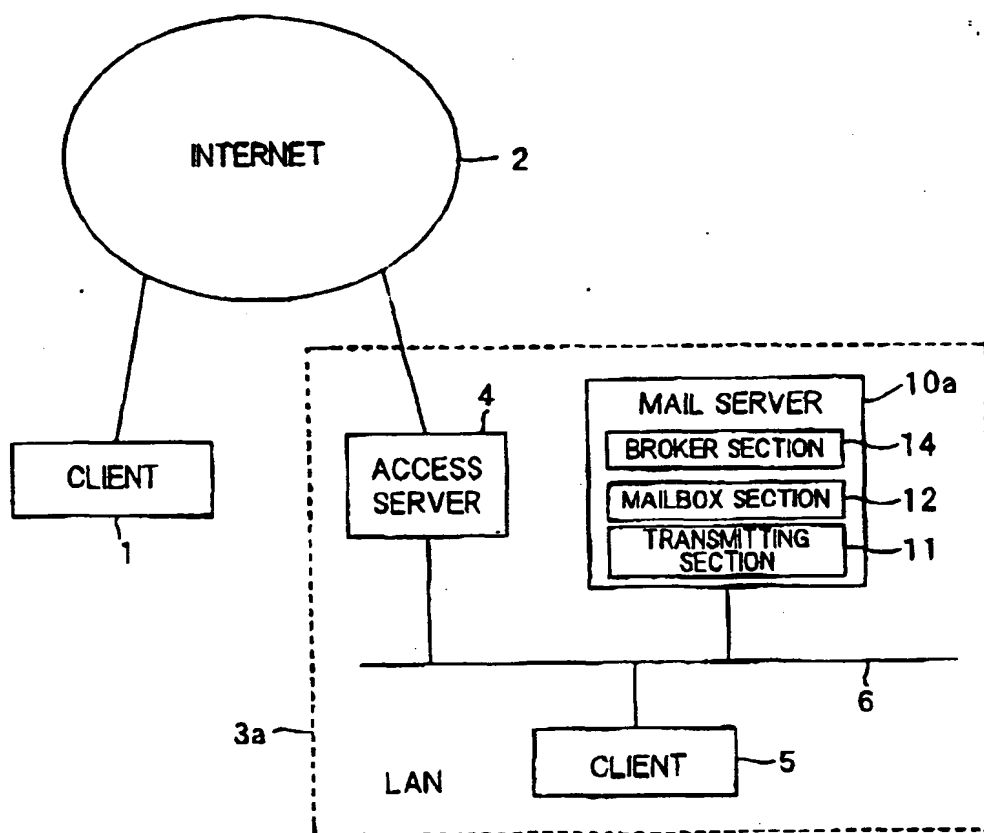 INTERNET
2
10a
MAIL SERVER
4
BROKER SECTION
14
ACCESS
SERVER
CLIENT
MAILBOX SECTION
12
TRANSMITTING
SECTION
11
1
6
3a
CLIENT
5
LAN